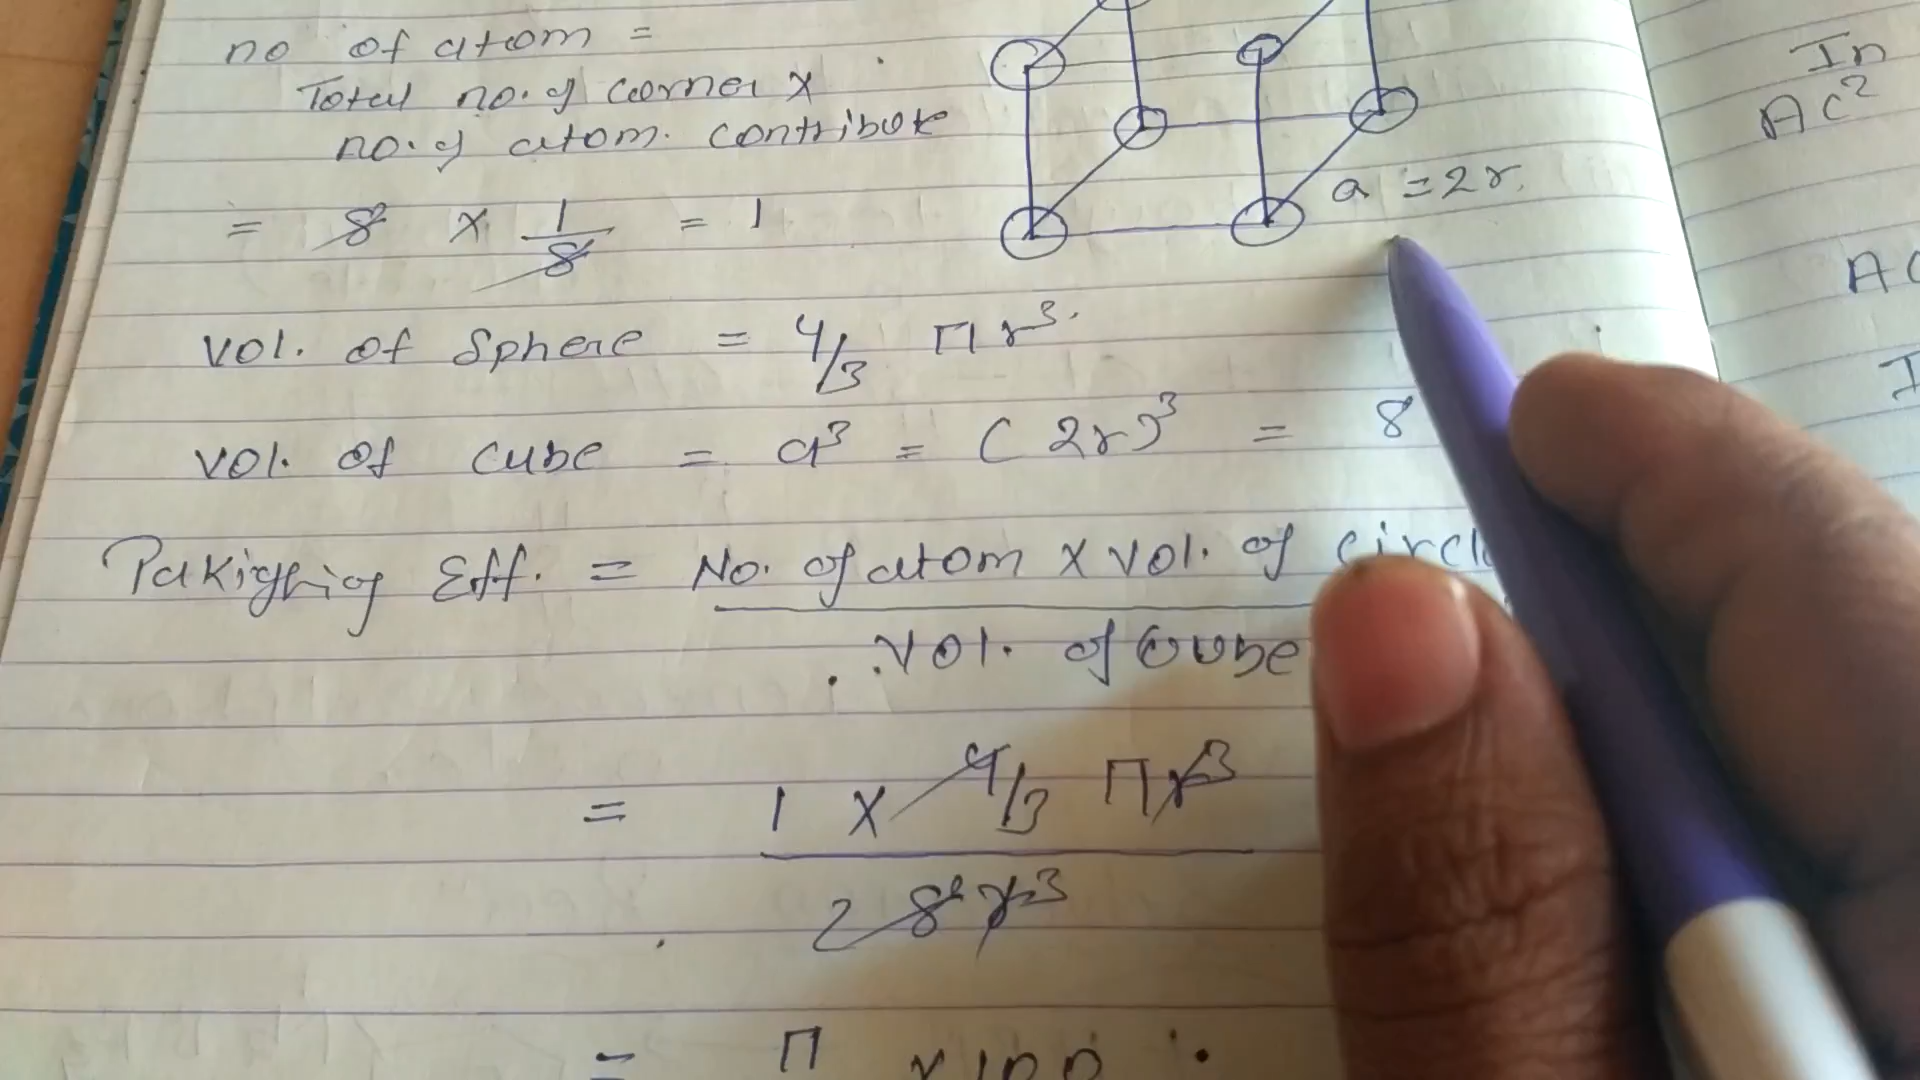 no of atom =
Total no. of corner x
no. of atom. contribute
= 8 x 1/8 = 1
a = 2r.
vol. of Sphere = 4/3 πr³.
vol. of cube = a³ = (2r)³ = 8
Pakighing Eff. = No. of atom x vol. of circle
vol. of cube
= 1 x 4/3 πr³
2 8 r³
= π x 100
In
AC²